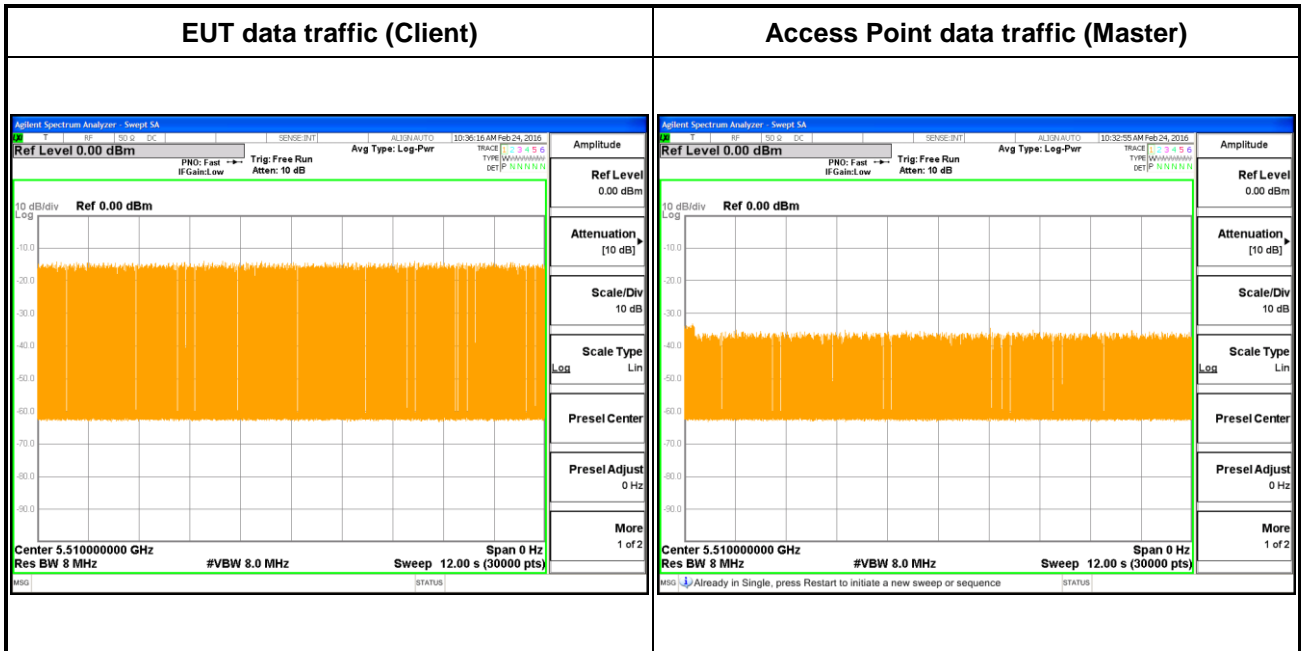 EUT data traffic (Client)
Access Point data traffic (Master)
Agilent Spectrum Analyzer - Swept SA
T RF 50 Ω DC SENSE:INT ALIGN AUTO 10:36:16 AM Feb 24, 2016
Ref Level 0.00 dBm
PNO: Fast
IFGain:Low
Trig: Free Run
Atten: 10 dB
Avg Type: Log-Pwr
TRACE 1 2 3 4 5 6
TYPE W
DET P N N N N N
10 dB/div Ref 0.00 dBm
Log
-10.0
-20.0
-30.0
-40.0
-50.0
-60.0
-70.0
-80.0
-90.0
Center 5.510000000 GHz Span 0 Hz
Res BW 8 MHz #VBW 8.0 MHz Sweep 12.00 s (30000 pts)
MSG STATUS
Amplitude
Ref Level
0.00 dBm
Attenuation
[10 dB]
Scale/Div
10 dB
Scale Type
Log Lin
Presel Center
Presel Adjust
0 Hz
More
1 of 2
Agilent Spectrum Analyzer - Swept SA
T RF 50 Ω DC SENSE:INT ALIGN AUTO 10:32:55 AM Feb 24, 2016
Ref Level 0.00 dBm
PNO: Fast
IFGain:Low
Trig: Free Run
Atten: 10 dB
Avg Type: Log-Pwr
TRACE 1 2 3 4 5 6
TYPE W
DET P N N N N N
10 dB/div Ref 0.00 dBm
Log
-10.0
-20.0
-30.0
-40.0
-50.0
-60.0
-70.0
-80.0
-90.0
Center 5.510000000 GHz Span 0 Hz
Res BW 8 MHz #VBW 8.0 MHz Sweep 12.00 s (30000 pts)
MSG Already in Single, press Restart to initiate a new sweep or sequence STATUS
Amplitude
Ref Level
0.00 dBm
Attenuation
[10 dB]
Scale/Div
10 dB
Scale Type
Log Lin
Presel Center
Presel Adjust
0 Hz
More
1 of 2